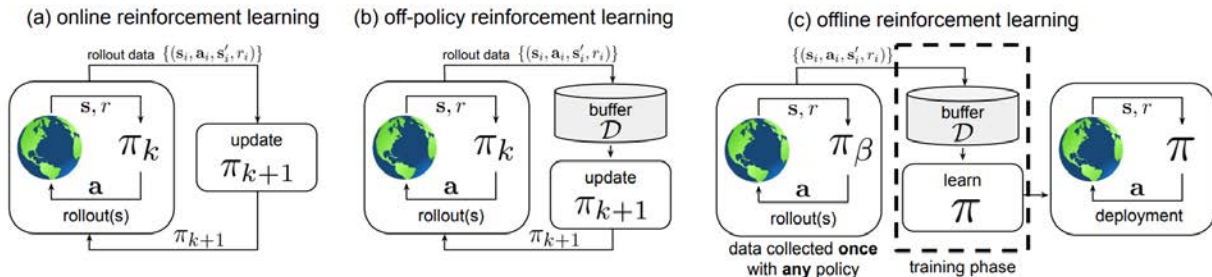 (a) online reinforcement learning
rollout data {(s_i, a_i, s'_i, r_i)}
s, r
π_k
a
rollout(s)
update
π_{k+1}
π_{k+1}
(b) off-policy reinforcement learning
rollout data {(s_i, a_i, s'_i, r_i)}
s, r
π_k
a
rollout(s)
buffer
D
update
π_{k+1}
π_{k+1}
(c) offline reinforcement learning
{(s_i, a_i, s'_i, r_i)}
s, r
π_β
a
rollout(s)
data collected once
with any policy
buffer
D
learn
π
training phase
s, r
π
a
deployment